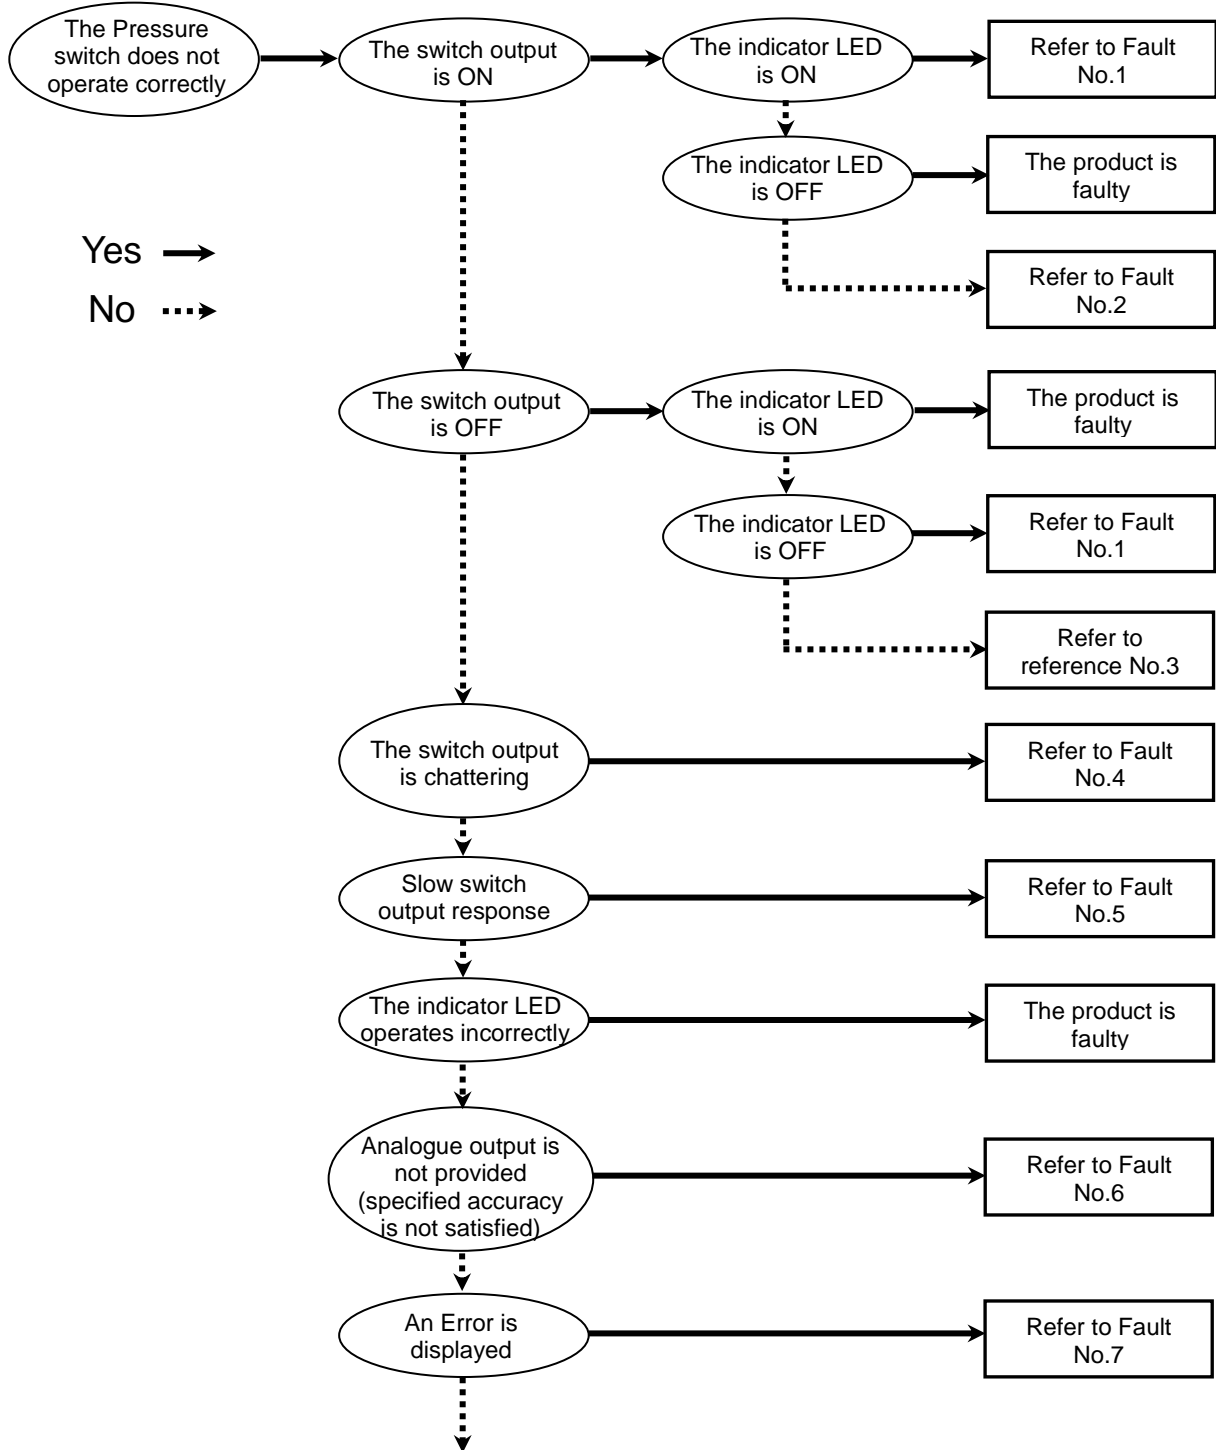 The Pressure
switch does not
operate correctly
The switch output
is ON
The indicator LED
is ON
Refer to Fault
No.1
The indicator LED
is OFF
The product is
faulty
Yes
No
Refer to Fault
No.2
The switch output
is OFF
The indicator LED
is ON
The product is
faulty
The indicator LED
is OFF
Refer to Fault
No.1
Refer to
reference No.3
The switch output
is chattering
Refer to Fault
No.4
Slow switch
output response
Refer to Fault
No.5
The indicator LED
operates incorrectly
The product is
faulty
Analogue output is
not provided
(specified accuracy
is not satisfied)
Refer to Fault
No.6
An Error is
displayed
Refer to Fault
No.7